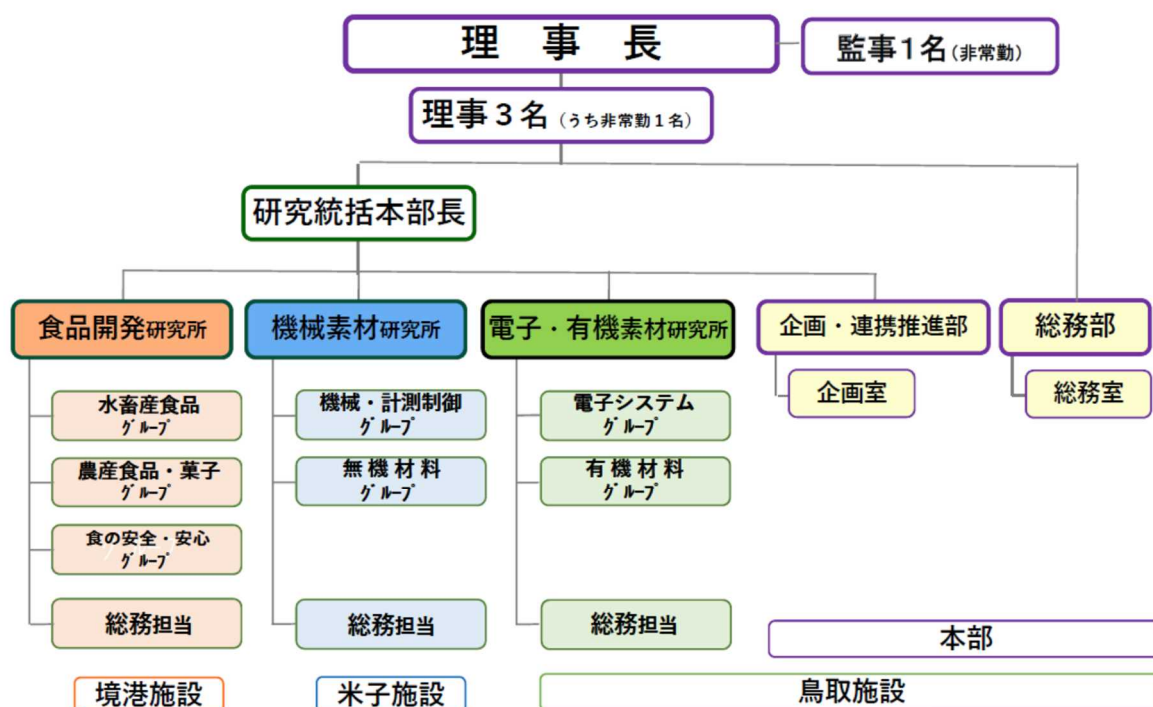 理 事 長
監事1名(非常勤)
理事3名(うち非常勤1名)
研究統括本部長
食品開発研究所
機械素材研究所
電子・有機素材研究所
企画・連携推進部
総務部
水畜産食品
グループ
農産食品・菓子
グループ
食の安全・安心
グループ
総務担当
機械・計測制御
グループ
無機材料
グループ
総務担当
電子システム
グループ
有機材料
グループ
総務担当
企画室
総務室
本部
境港施設
米子施設
鳥取施設